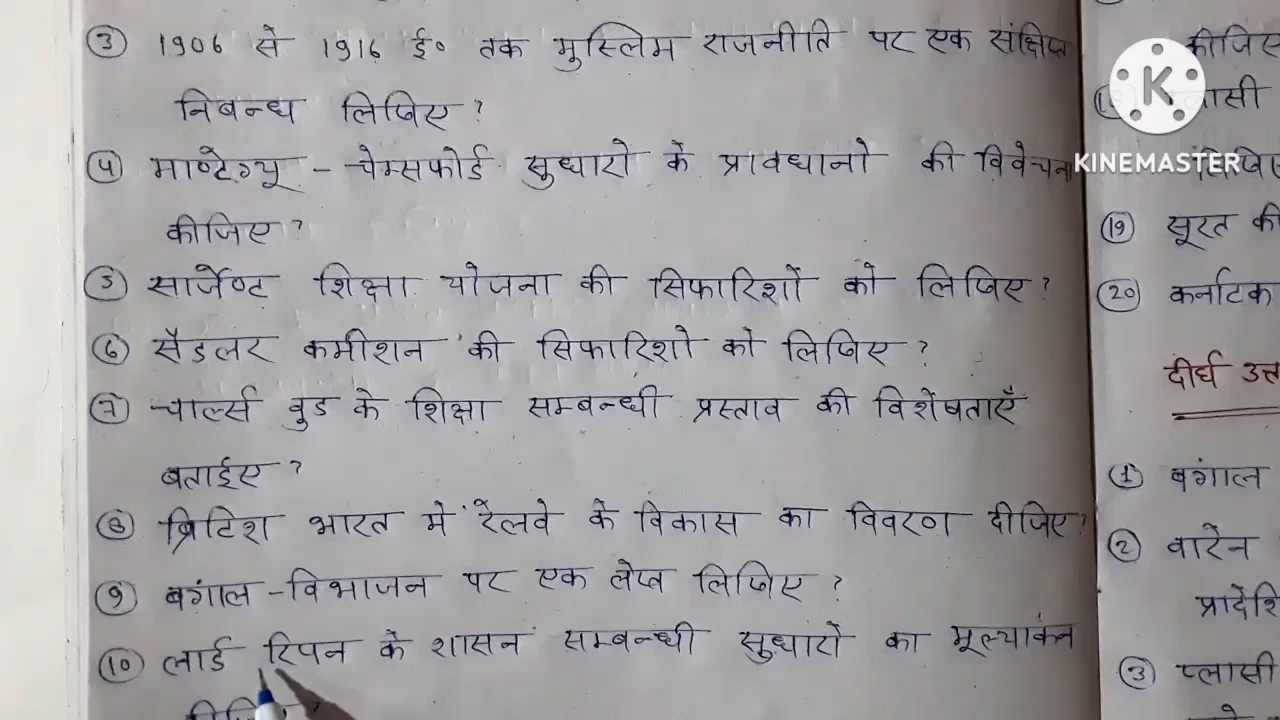 ③ 1906 से 1916 ई० तक मुस्लिम राजनीति पर एक संक्षिप्त
निबन्ध लिखिए?
④ माण्टेग्यू - चेम्सफोर्ड सुधारो के प्रावधानो की विवेचना
कीजिए?
⑤ सार्जेण्ट शिक्षा योजना की सिफारिशों को लिखिए?
⑥ सैडलर कमीशन की सिफारिशो को लिखिए?
⑦ चार्ल्स वुड के शिक्षा सम्बन्धी प्रस्ताव की विशेषताएँ
बताईए?
⑧ ब्रिटिश भारत में रेलवे के विकास का विवरण दीजिए?
⑨ बगांल -विभाजन पर एक लेख लिखिए?
⑩ लार्ड रिपन के शासन सम्बन्धी सुधारों का मूल्याकंन
कीजिए
KINEMASTER
⑲ सूरत की
⑳ कर्नाटक
दीर्घ
① बगांल
② वारेन
③ प्लासी